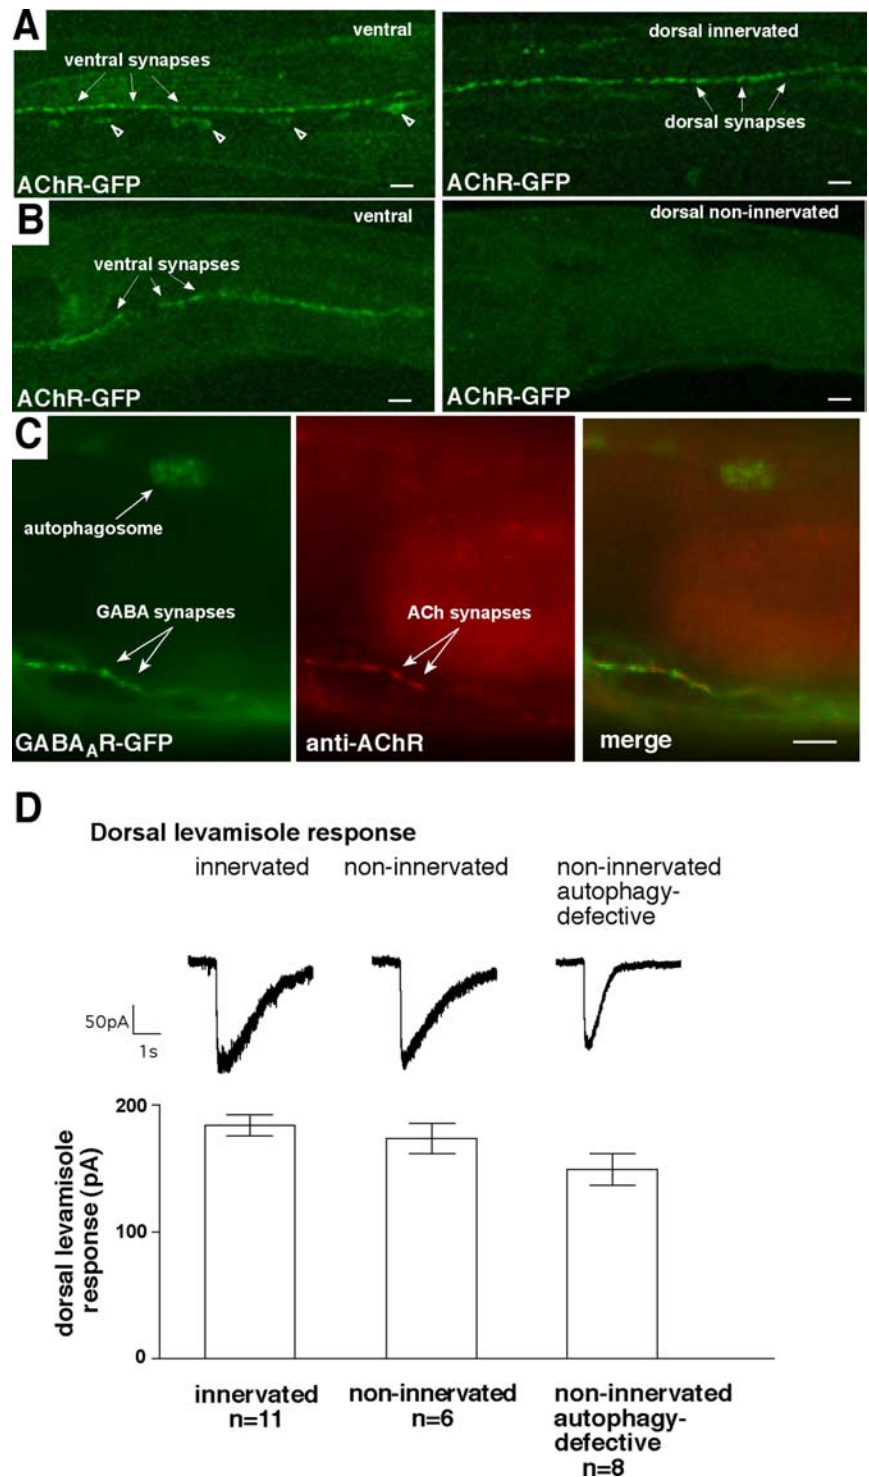 A
ventral
ventral synapses
AChR-GFP
dorsal innervated
dorsal synapses
AChR-GFP
B
ventral
ventral synapses
AChR-GFP
dorsal non-innervated
AChR-GFP
C
autophagosome
GABA synapses
GABA_AR-GFP
ACh synapses
anti-AChR
merge
D
Dorsal levamisole response
innervated
non-innervated
non-innervated
autophagy-
defective
50pA
1s
dorsal levamisole
response (pA)
200
100
0
innervated
n=11
non-innervated
n=6
non-innervated
autophagy-
defective
n=8